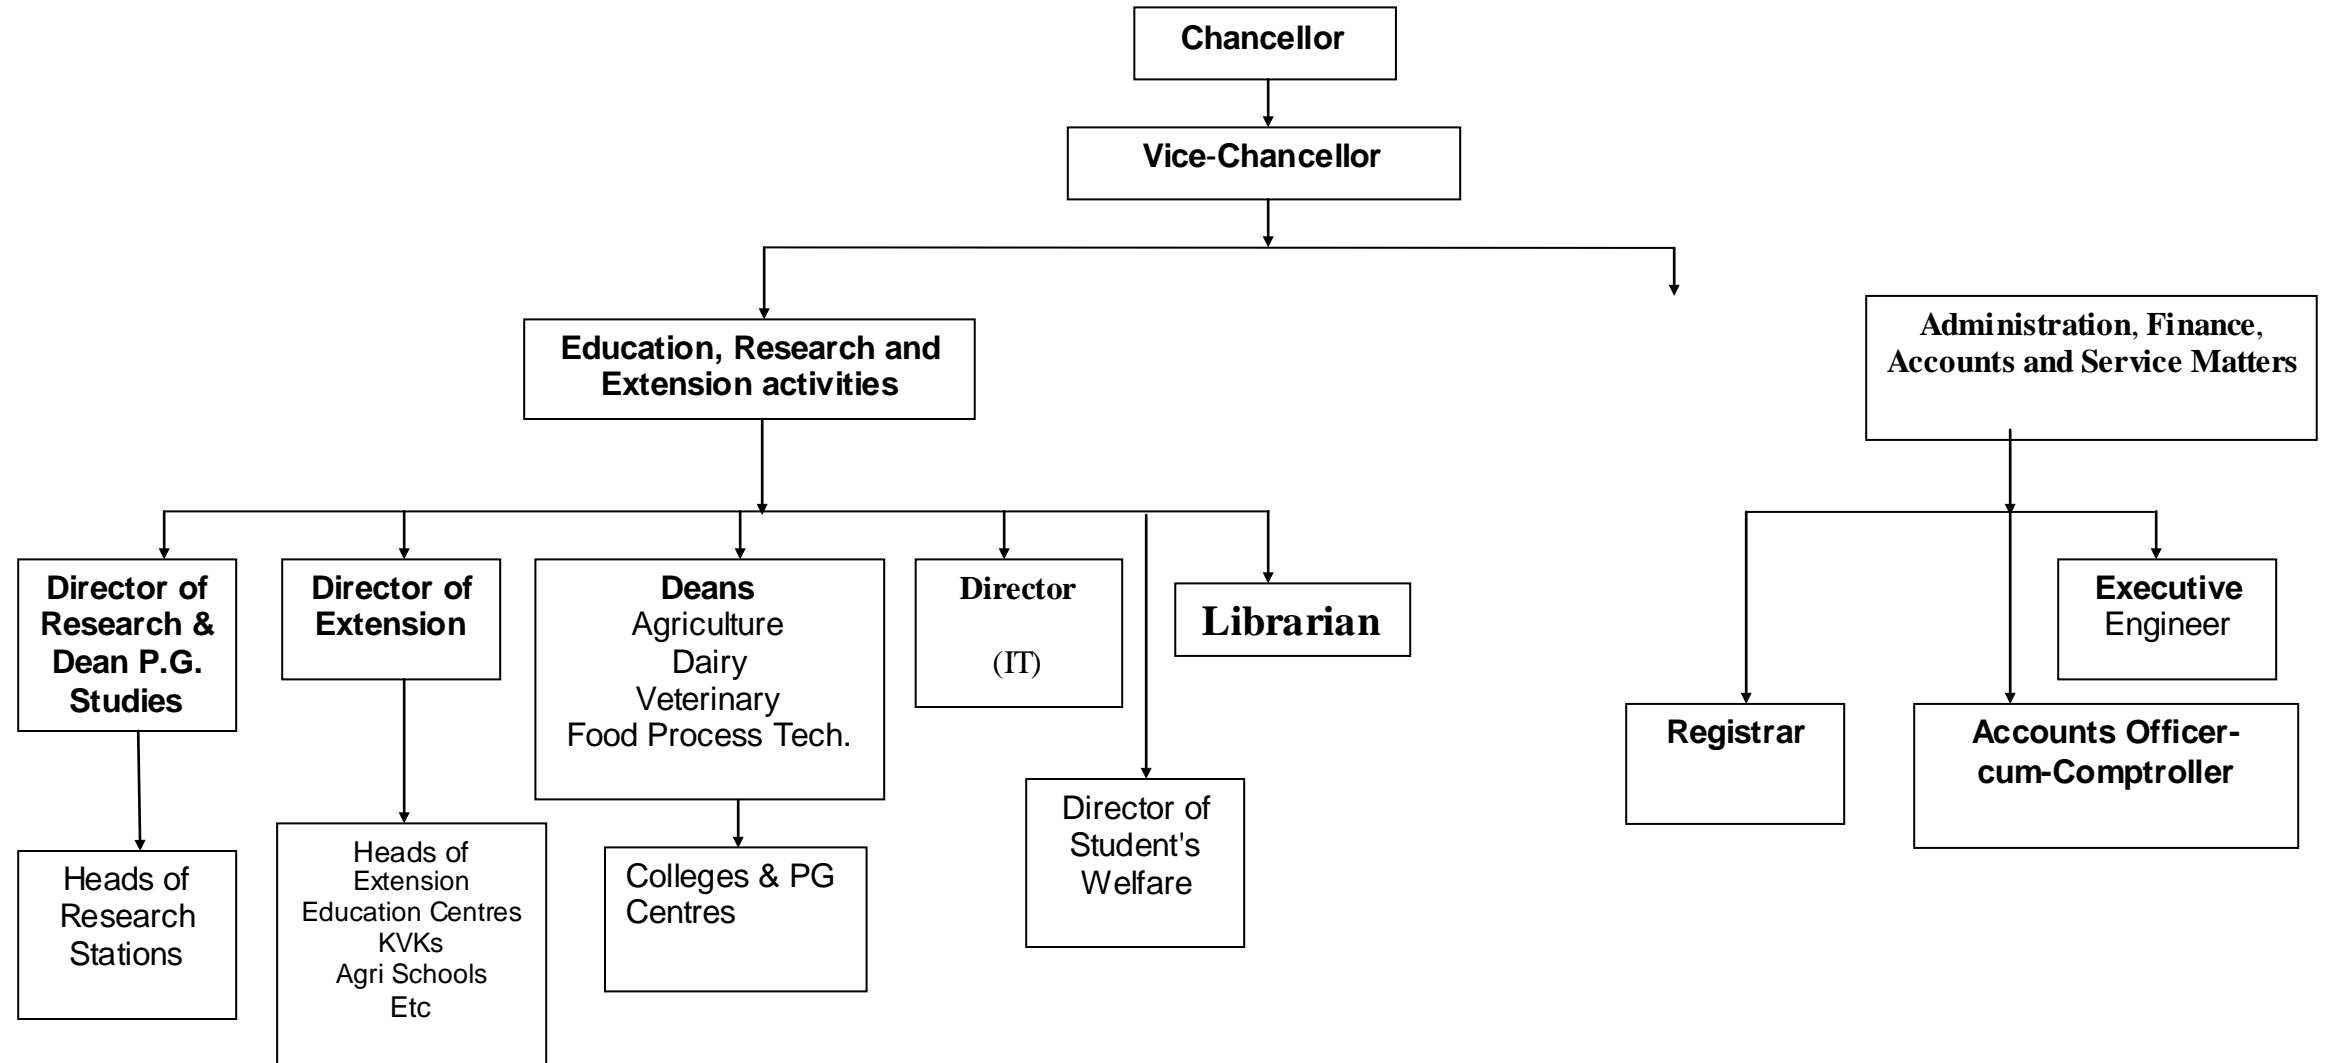 Chancellor
Vice-Chancellor
Education, Research and
Extension activities
Administration, Finance,
Accounts and Service Matters
Director of
Research &
Dean P.G.
Studies
Director of
Extension
Deans
Agriculture
Dairy
Veterinary
Food Process Tech.
Director
(IT)
Librarian
Executive
Engineer
Registrar
Accounts Officer-
cum-Comptroller
Heads of
Research
Stations
Heads of
Extension
Education Centres
KVKs
Agri Schools
Etc
Colleges & PG
Centres
Director of
Student's
Welfare